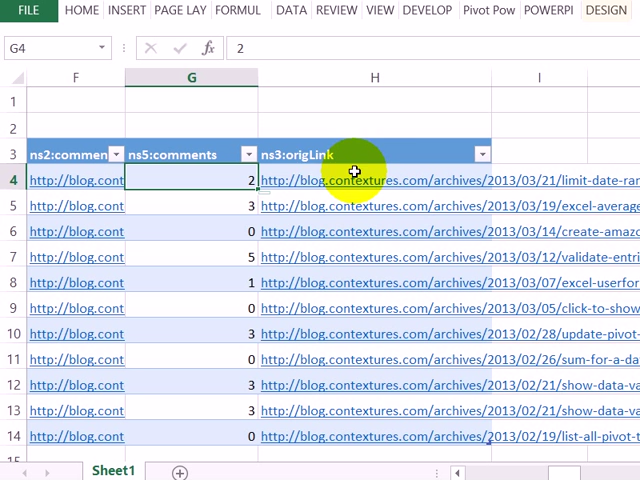 FILE HOME INSERT PAGE LAY FORMUL DATA REVIEW VIEW DEVELOP Pivot Pow POWERPI DESIGN
G4 fx 2
F G H I
1
2
3 ns2:commen ns5:comments ns3:origLink
4 http://blog.cont 2 http://blog.contextures.com/archives/2013/03/21/limit-date-ran
5 http://blog.cont 3 http://blog.contextures.com/archives/2013/03/19/excel-average
6 http://blog.cont 0 http://blog.contextures.com/archives/2013/03/14/create-amazo
7 http://blog.cont 5 http://blog.contextures.com/archives/2013/03/12/validate-entri
8 http://blog.cont 1 http://blog.contextures.com/archives/2013/03/07/excel-userfor
9 http://blog.cont 0 http://blog.contextures.com/archives/2013/03/05/click-to-show
10 http://blog.cont 3 http://blog.contextures.com/archives/2013/02/28/update-pivot
11 http://blog.cont 0 http://blog.contextures.com/archives/2013/02/26/sum-for-a-da
12 http://blog.cont 3 http://blog.contextures.com/archives/2013/02/21/show-data-va
13 http://blog.cont 3 http://blog.contextures.com/archives/2013/02/21/show-data-va
14 http://blog.cont 0 http://blog.contextures.com/archives/2013/02/19/list-all-pivot-t
15
Sheet1